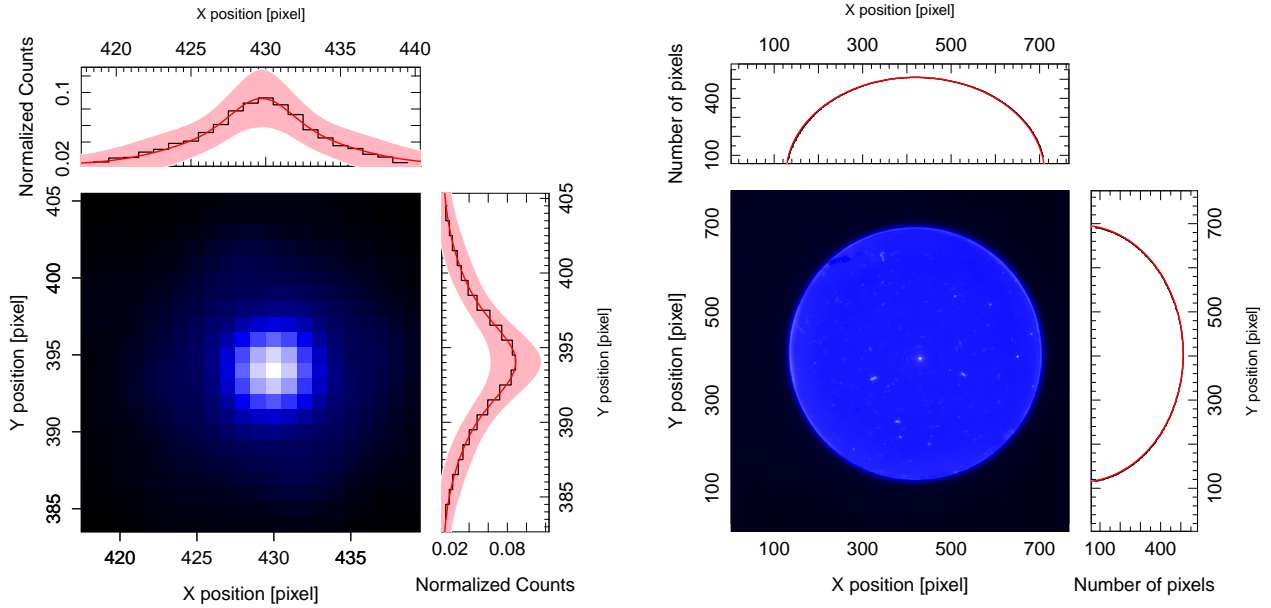 X position [pixel]
420 425 430 435 440
Normalized Counts
0.02 0.1
Y position [pixel]
385 390 395 400 405
420 425 430 435
X position [pixel]
385 390 395 400 405
Y position [pixel]
0.02 0.08
Normalized Counts
X position [pixel]
100 300 500 700
Number of pixels
100 400
Y position [pixel]
100 300 500 700
100 300 500 700
X position [pixel]
100 300 500 700
Y position [pixel]
100 400
Number of pixels